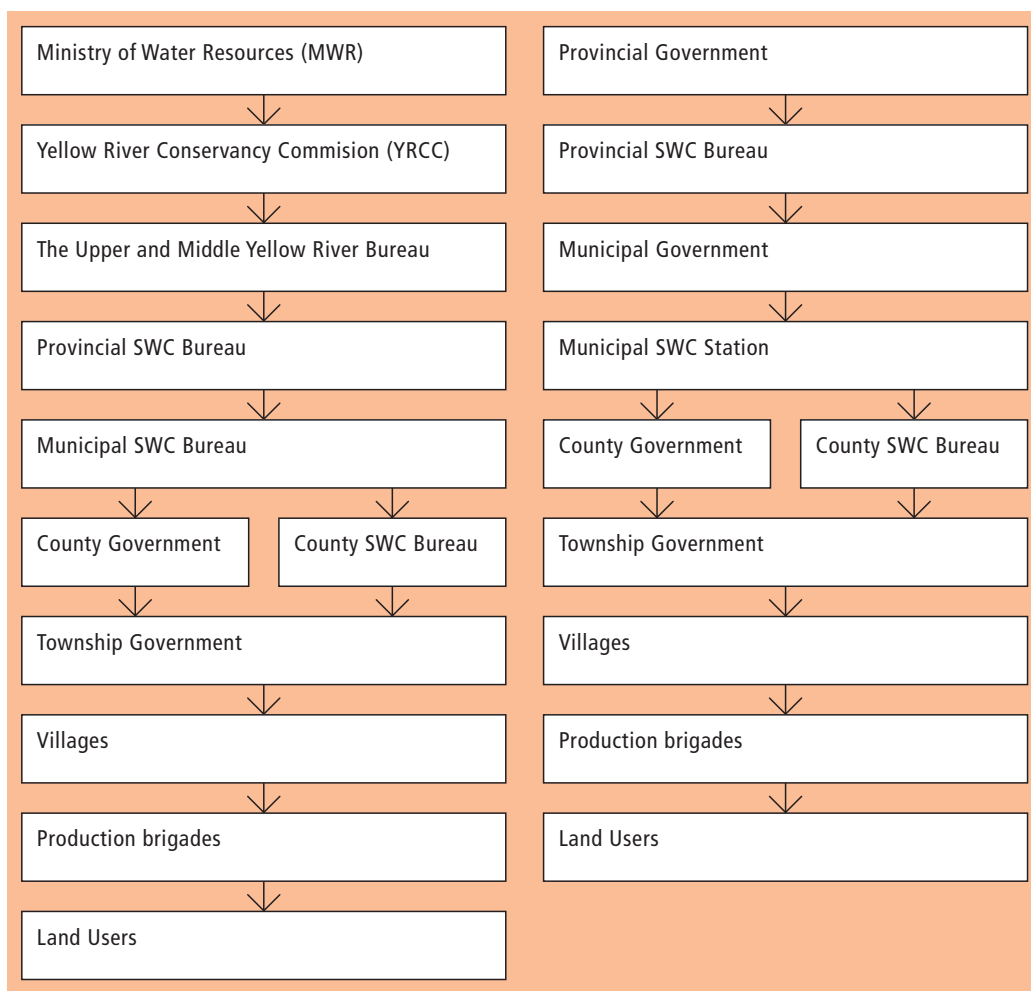 Ministry of Water Resources (MWR)
Yellow River Conservancy Commision (YRCC)
The Upper and Middle Yellow River Bureau
Provincial SWC Bureau
Municipal SWC Bureau
County Government
County SWC Bureau
Township Government
Villages
Production brigades
Land Users
Provincial Government
Provincial SWC Bureau
Municipal Government
Municipal SWC Station
County Government
County SWC Bureau
Township Government
Villages
Production brigades
Land Users